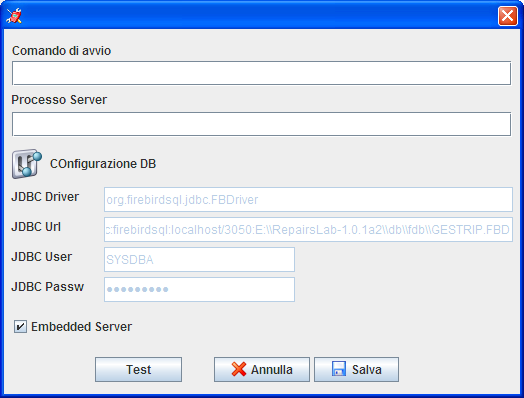 Comando di avvio
Processo Server
COnfigurazione DB
JDBC Driver org.firebirdsql.jdbc.FBDriver
JDBC Url c:firebirdsql:localhost/3050:E:\\RepairsLab-1.0.1a2\\db\\fdb\\GESTRIP.FBD
JDBC User SYSDBA
JDBC Passw •••••••••
Embedded Server
Test Annulla Salva